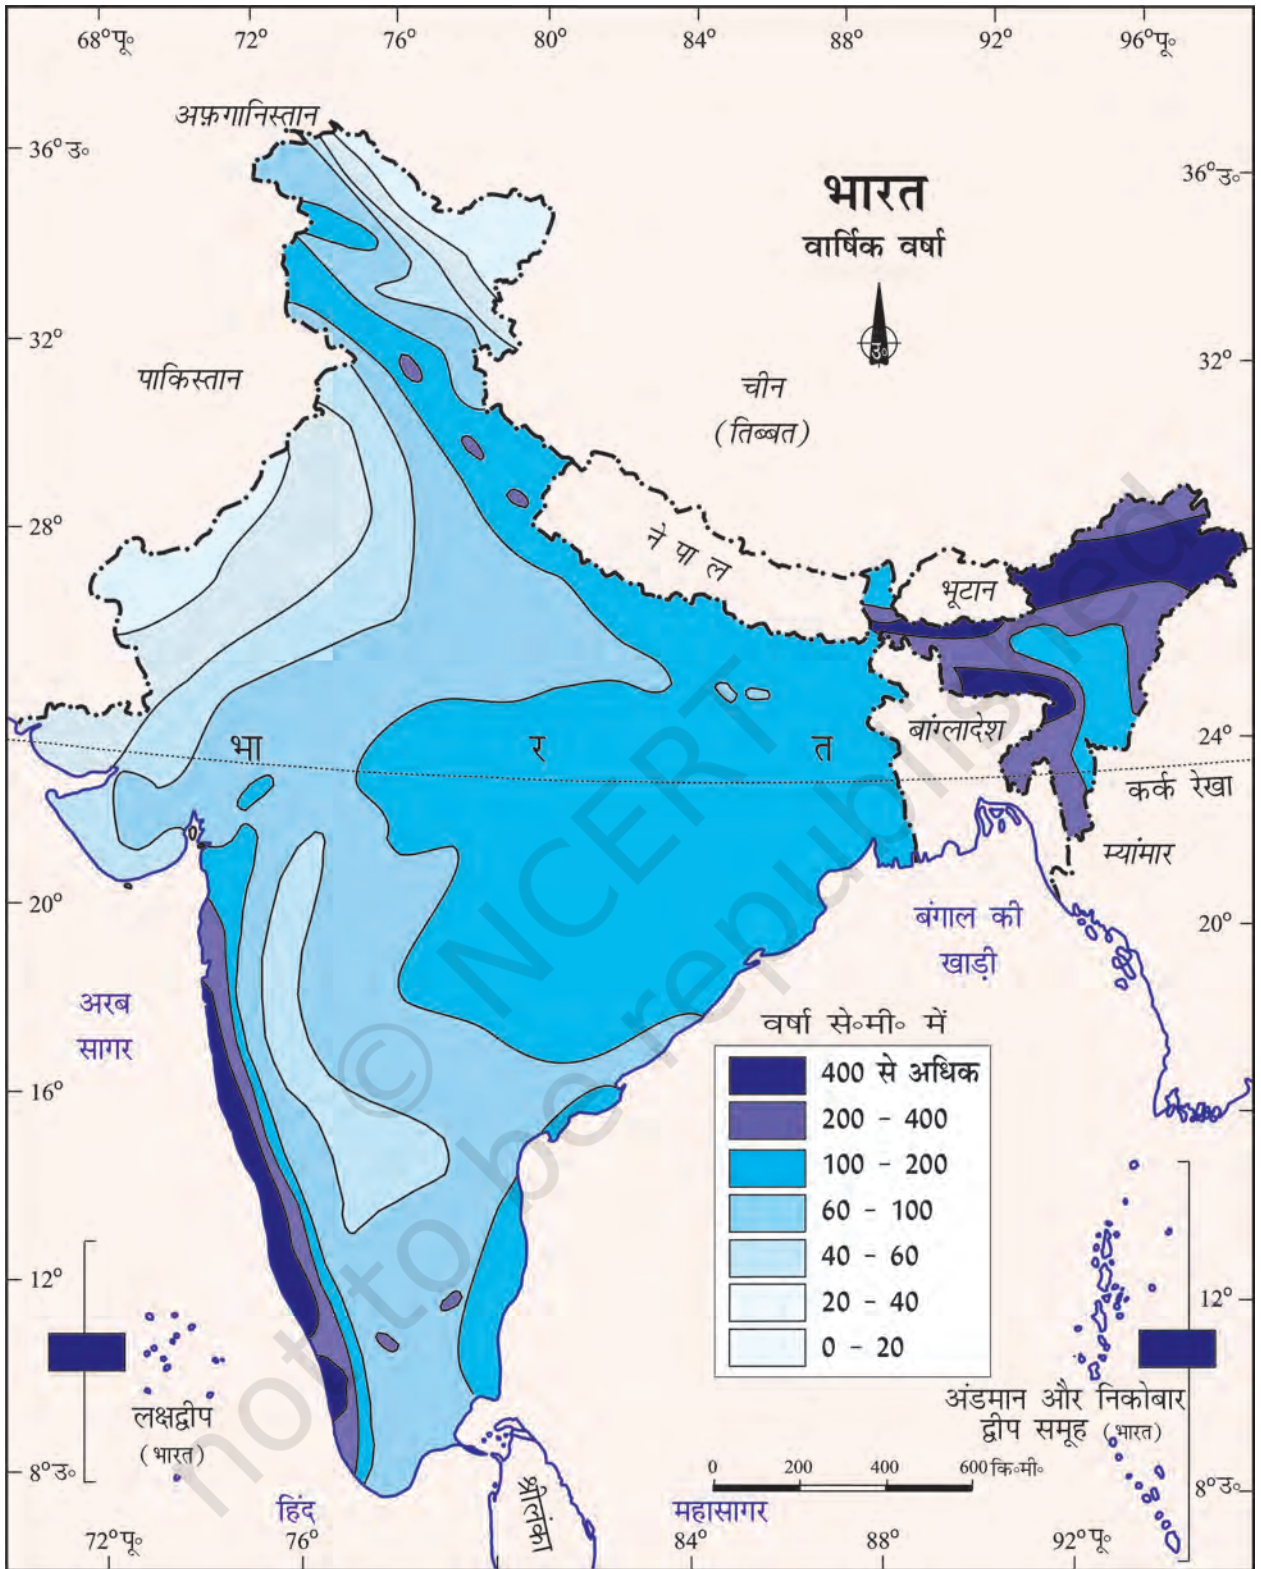 68°पू॰ 72° 76° 80° 84° 88° 92° 96°पू॰
अफ़गानिस्तान
36°उ॰
36°उ॰
भारत
वार्षिक वर्षा
उ॰
32°
32°
पाकिस्तान
चीन
(तिब्बत)
28°
नेपाल
भूटान
बांग्लादेश
24°
भारत
कर्क रेखा
म्यांमार
20°
20°
बंगाल की
खाड़ी
अरब
सागर
वर्षा से॰मी॰ में
400 से अधिक
200 - 400
100 - 200
60 - 100
40 - 60
20 - 40
0 - 20
16°
12°
12°
लक्षद्वीप
(भारत)
अंडमान और निकोबार
द्वीप समूह (भारत)
0 200 400 600 कि॰मी॰
8°उ॰
8°उ॰
श्रीलंका
हिंद
महासागर
72°पू॰ 76° 84° 88° 92°पू॰
© NCERT
not to be republished